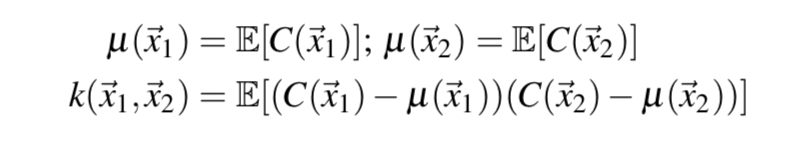 μ(x⃗₁) = 𝔼[C(x⃗₁)]; μ(x⃗₂) = 𝔼[C(x⃗₂)]
k(x⃗₁,x⃗₂) = 𝔼[(C(x⃗₁) − μ(x⃗₁))(C(x⃗₂) − μ(x⃗₂))]